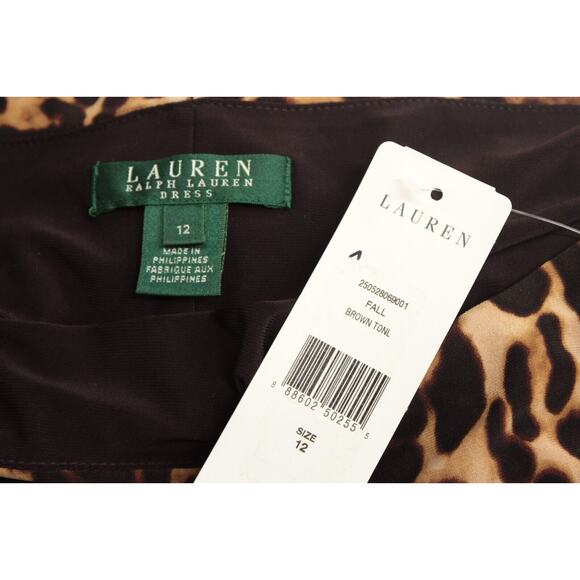 LAUREN
RALPH LAUREN
DRESS
12
MADE IN
PHILIPPINES
FABRIQUE AUX
PHILIPPINES
LAUREN
250528069001
FALL
BROWN TONL
8 88602 50255 5
SIZE
12